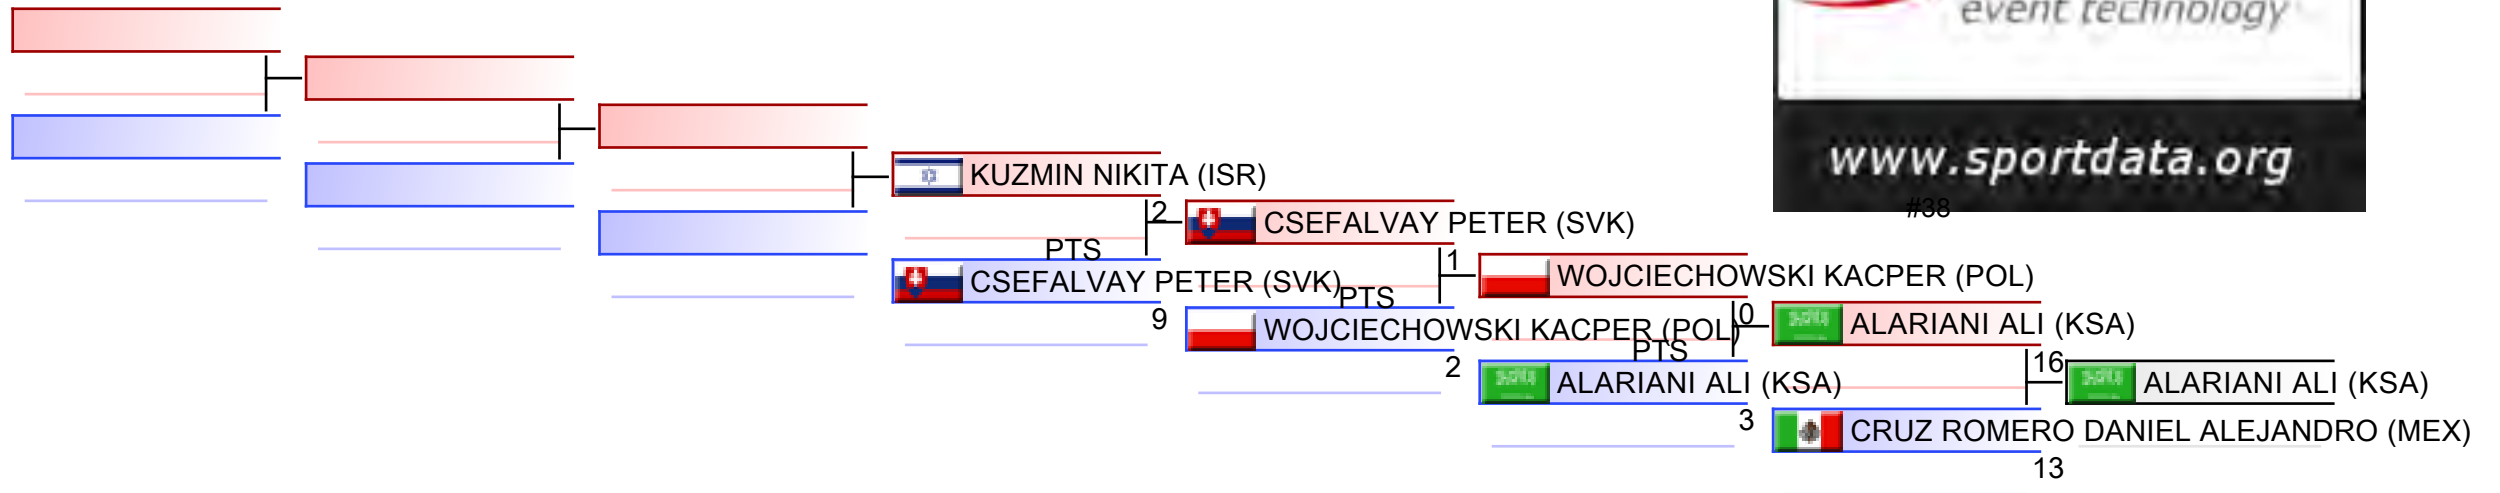 event technology
www.sportdata.org
#38
KUZMIN NIKITA (ISR)
2
PTS
CSEFALVAY PETER (SVK)
9
CSEFALVAY PETER (SVK)
1
PTS
WOJCIECHOWSKI KACPER (POL)
2
WOJCIECHOWSKI KACPER (POL)
0
PTS
ALARIANI ALI (KSA)
3
ALARIANI ALI (KSA)
16
CRUZ ROMERO DANIEL ALEJANDRO (MEX)
13
ALARIANI ALI (KSA)